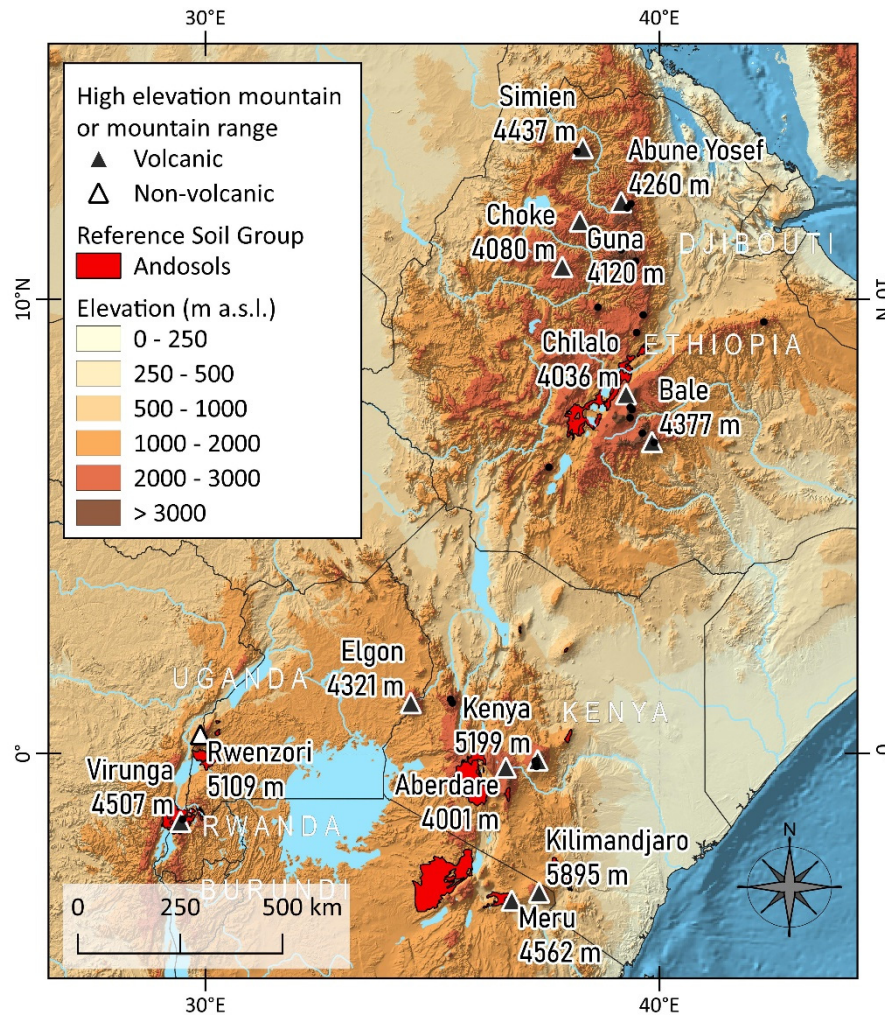 30°E
40°E
High elevation mountain
or mountain range
Volcanic
Non-volcanic
Reference Soil Group
Andosols
Elevation (m a.s.l.)
0 - 250
250 - 500
500 - 1000
1000 - 2000
2000 - 3000
> 3000
Simien
4437 m
Abune Yosef
4260 m
Choke
4080 m
Guna
4120 m
DJIBOUTI
10°N
10°N
Chilalo
4036 m
ETHIOPIA
Bale
4377 m
Elgon
4321 m
UGANDA
Kenya
5199 m
KENYA
0°
0°
Rwenzori
5109 m
Virunga
4507 m
Aberdare
4001 m
RWANDA
Kilimandjaro
5895 m
BURUNDI
Meru
4562 m
N
0 250 500 km
30°E
40°E